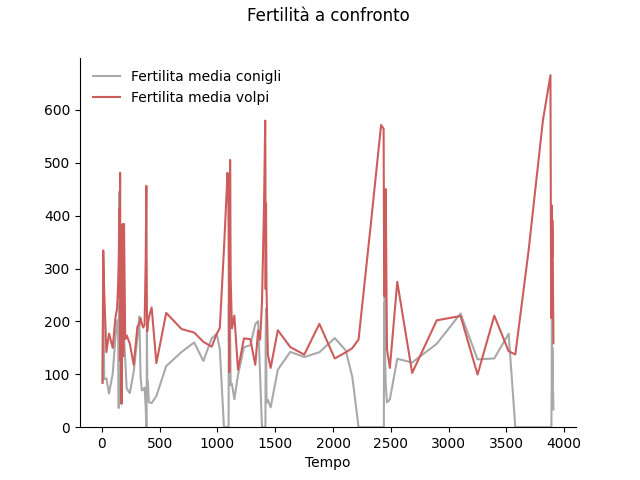 Fertilità a confronto
Fertilita media conigli
Fertilita media volpi
600
500
400
300
200
100
0
0 500 1000 1500 2000 2500 3000 3500 4000
Tempo